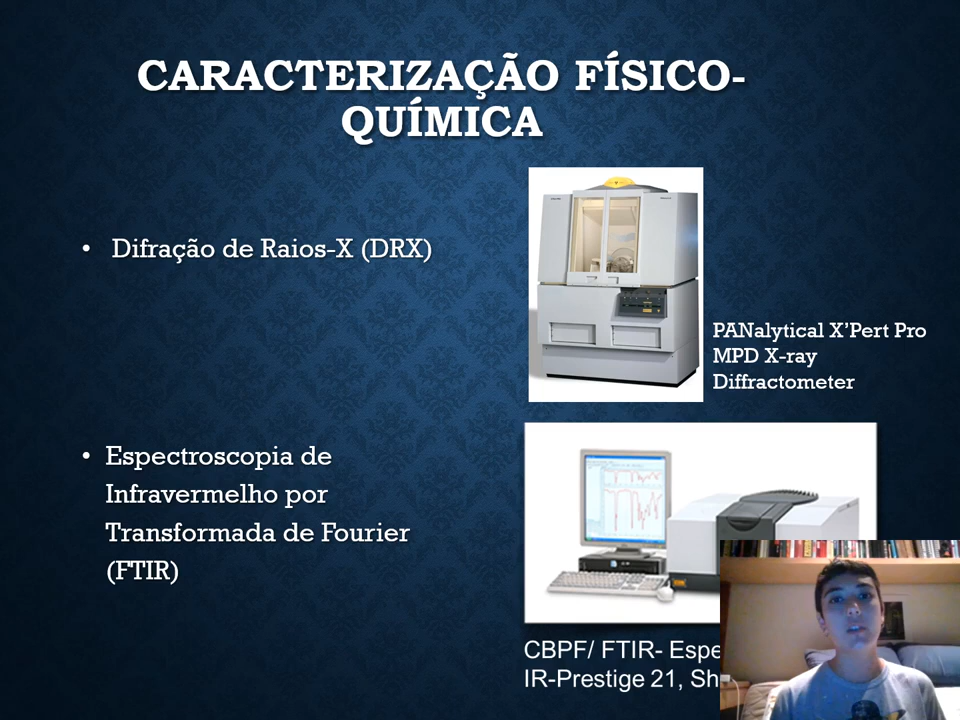 CARACTERIZAÇÃO FÍSICO-
QUÍMICA
• Difração de Raios-X (DRX)
PANalytical X’Pert Pro
MPD X-ray
Diffractometer
• Espectroscopia de
Infravermelho por
Transformada de Fourier
(FTIR)
CBPF/ FTIR- Espe
IR-Prestige 21, Sh